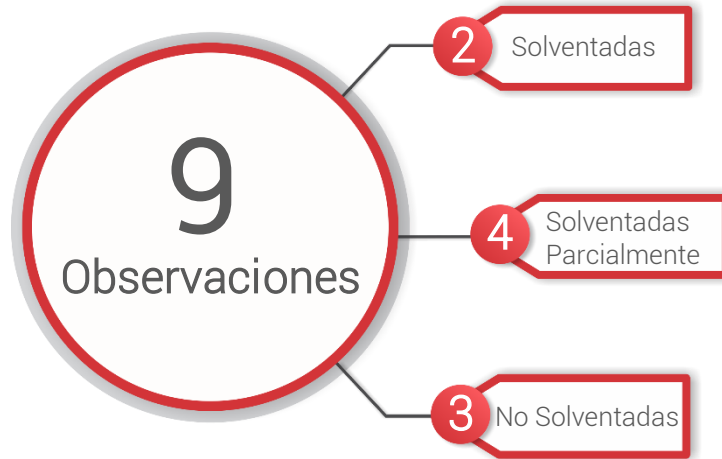 9
Observaciones
2
Solventadas
4
Solventadas
Parcialmente
3
No Solventadas